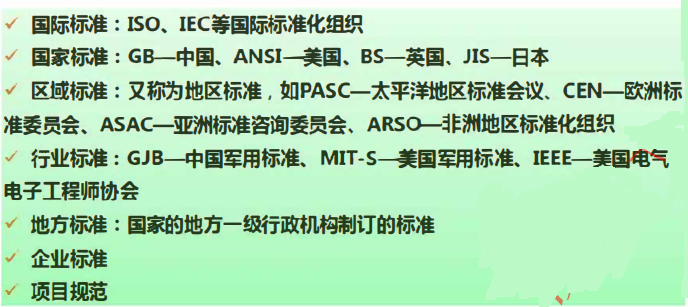 ✓ 国际标准：ISO、IEC等国际标准化组织
✓ 国家标准：GB—中国、ANSI—美国、BS—英国、JIS—日本
✓ 区域标准：又称为地区标准，如PASC—太平洋地区标准会议、CEN—欧洲标
准委员会、ASAC—亚洲标准咨询委员会、ARSO—非洲地区标准化组织
✓ 行业标准：GJB—中国军用标准、MIT-S—美国军用标准、IEEE—美国电气
电子工程师协会
✓ 地方标准：国家的地方一级行政机构制订的标准
✓ 企业标准
✓ 项目规范